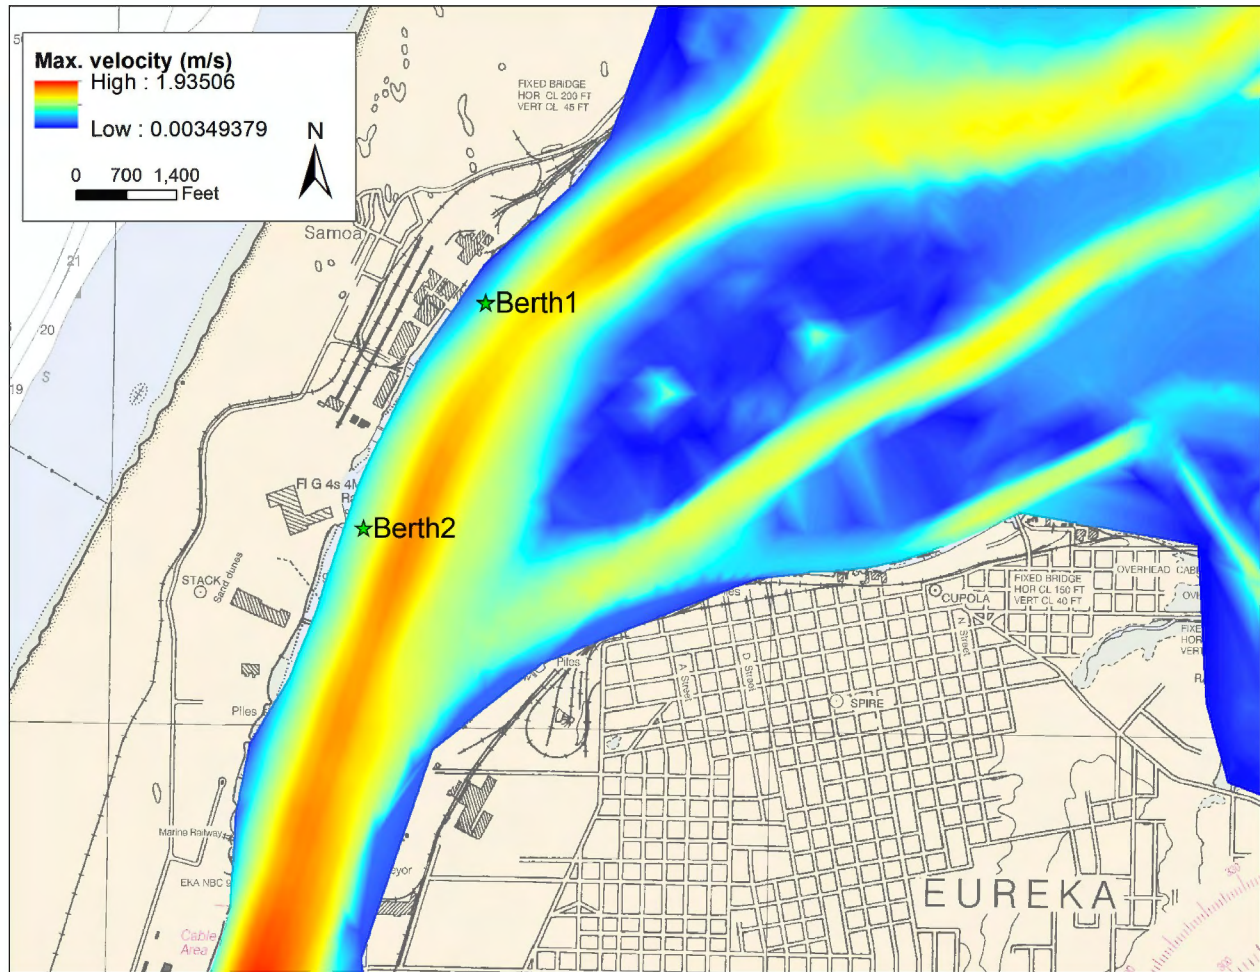 Max. velocity (m/s)
High : 1.93506
Low : 0.00349379
N
0 700 1,400
Feet
FIXED BRIDGE
HOR CL 200 FT
VERT CL 45 FT
Samoa
21
20
S
19
Berth1
Fl G 4s 4M
Berth2
STACK
Sand dunes
Piles
Marine Railway
Cable
Area
Piles
A Street
D Street
N Street
SPIRE
CUPOLA
FIXED BRIDGE
HOR CL 150 FT
VERT CL 40 FT
OVERHEAD CABL
EUREKA
330
300